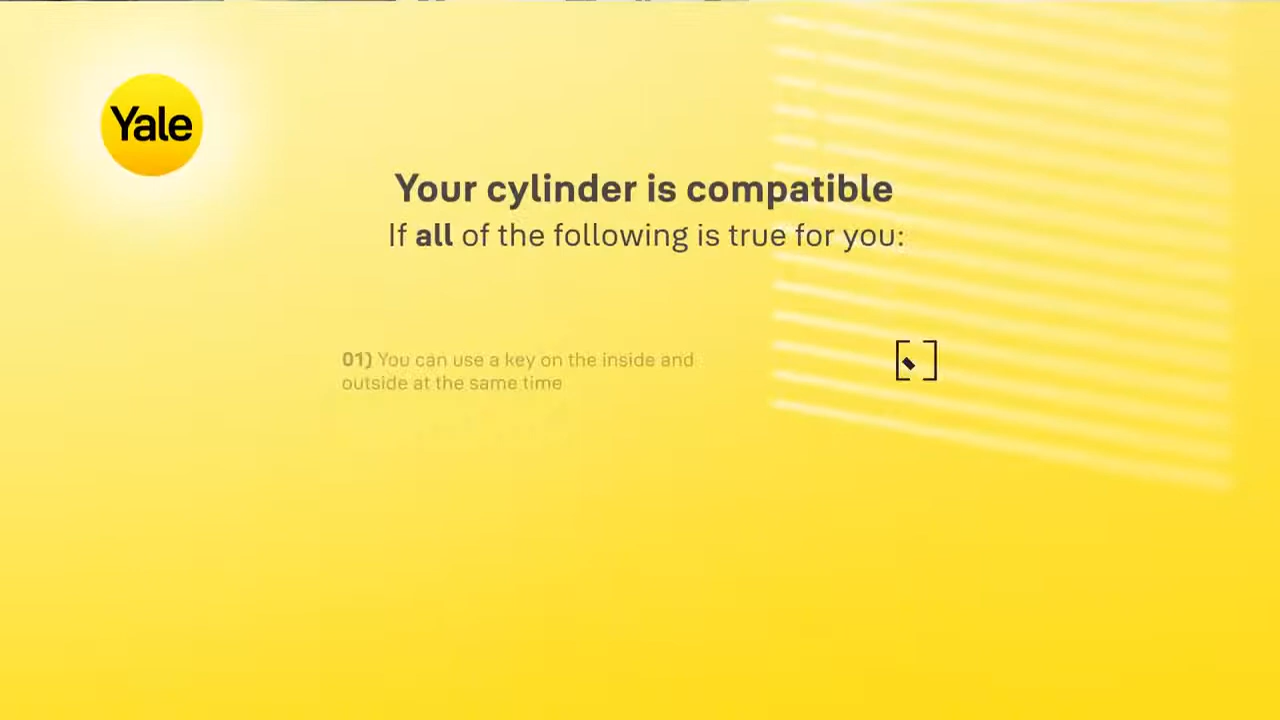 Yale
Your cylinder is compatible
If all of the following is true for you:
01) You can use a key on the inside and
outside at the same time